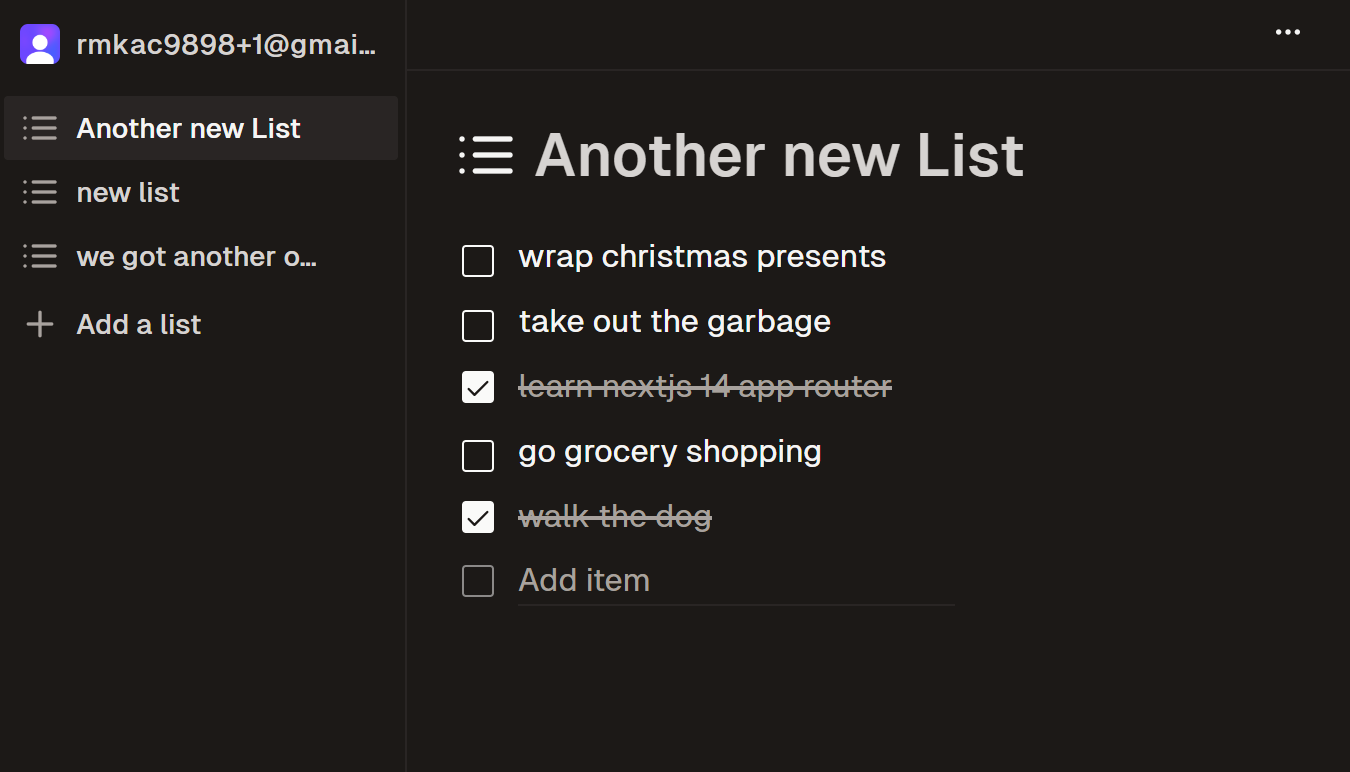 rmkac9898+1@gmai...
Another new List
new list
we got another o...
Add a list
Another new List
wrap christmas presents
take out the garbage
learn nextjs 14 app router
go grocery shopping
walk the dog
Add item